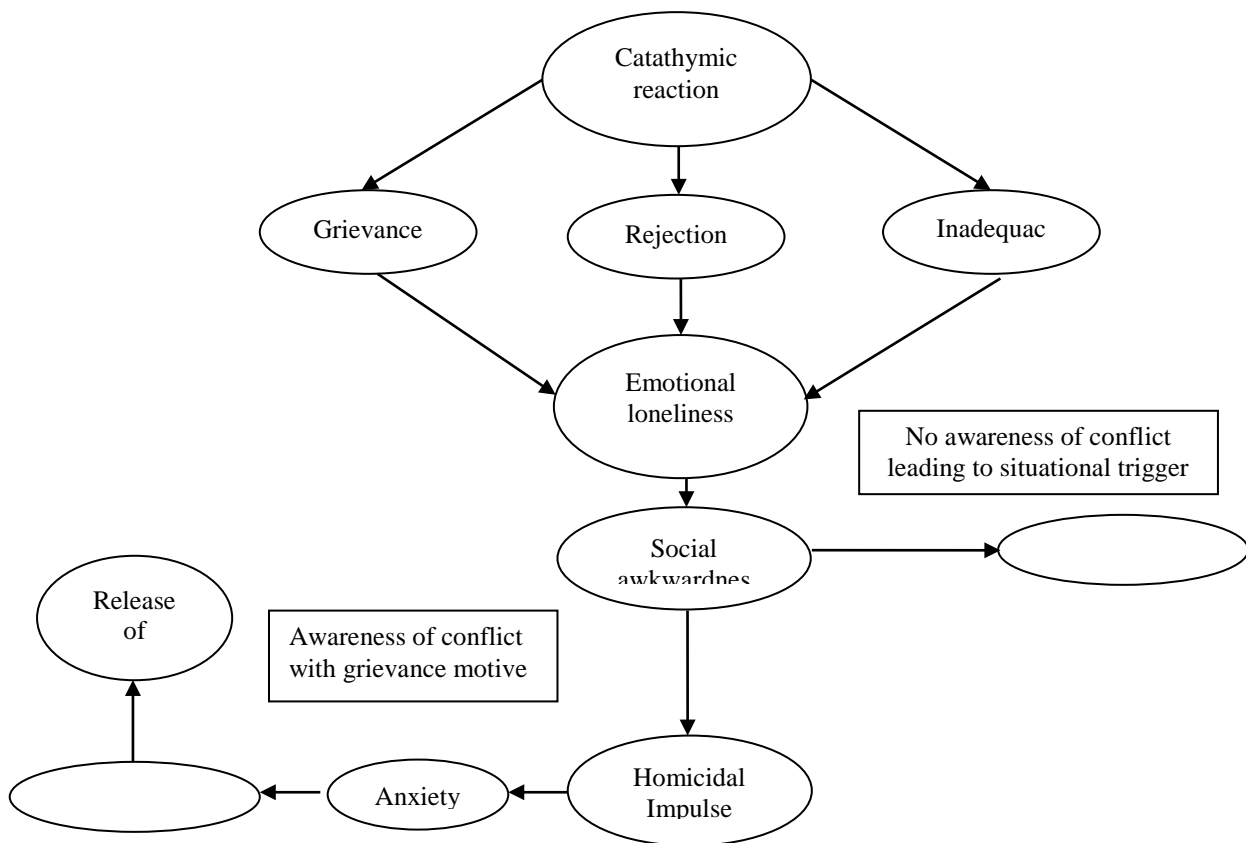 Catathymic
reaction
Grievance
Rejection
Inadequac
Emotional
loneliness
No awareness of conflict
leading to situational trigger
Social
awkwardnes
Release
of
Awareness of conflict
with grievance motive
Homicidal
Impulse
Anxiety